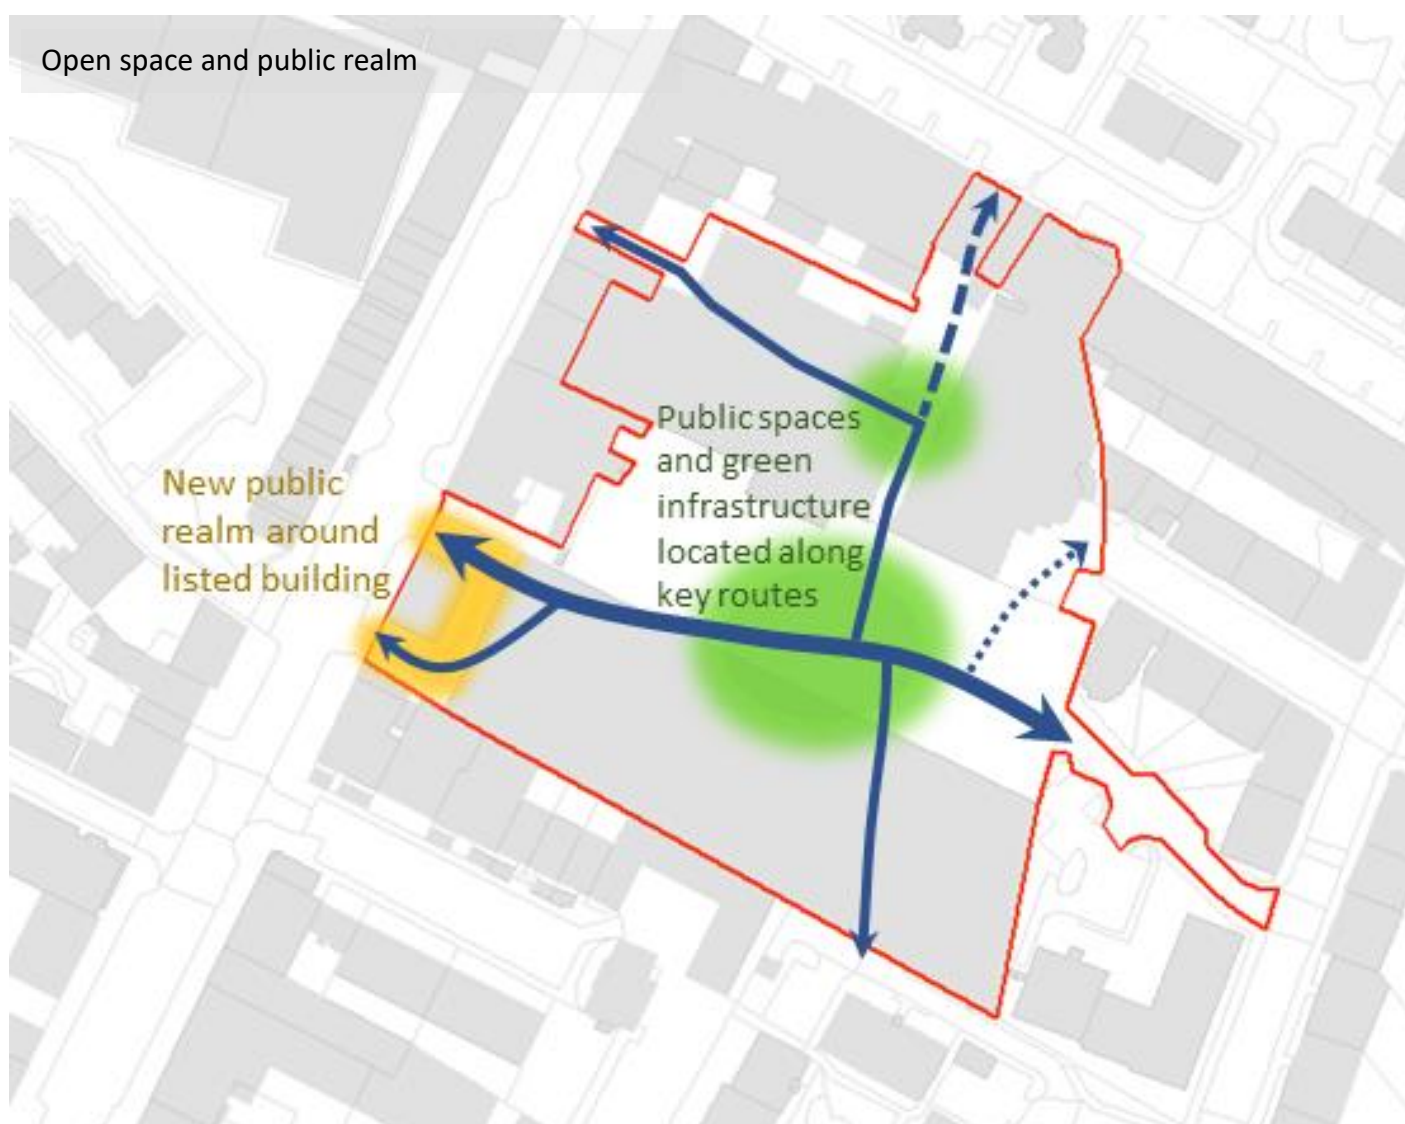 Open space and public realm
Public spaces
and green
infrastructure
located along
key routes
New public
realm around
listed building